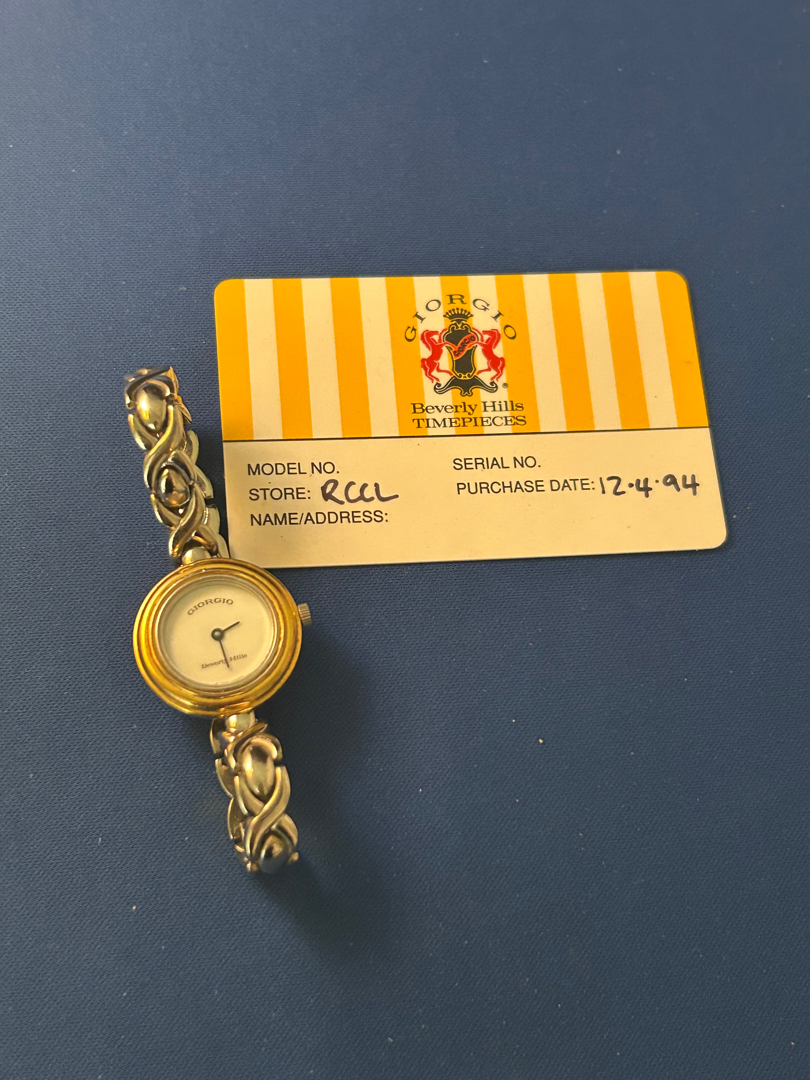 GIORGIO
GIORGIO
®
Beverly Hills
TIMEPIECES
MODEL NO.
SERIAL NO.
STORE: RCCL
PURCHASE DATE: 12·4·94
NAME/ADDRESS:
GIORGIO
Beverly Hills